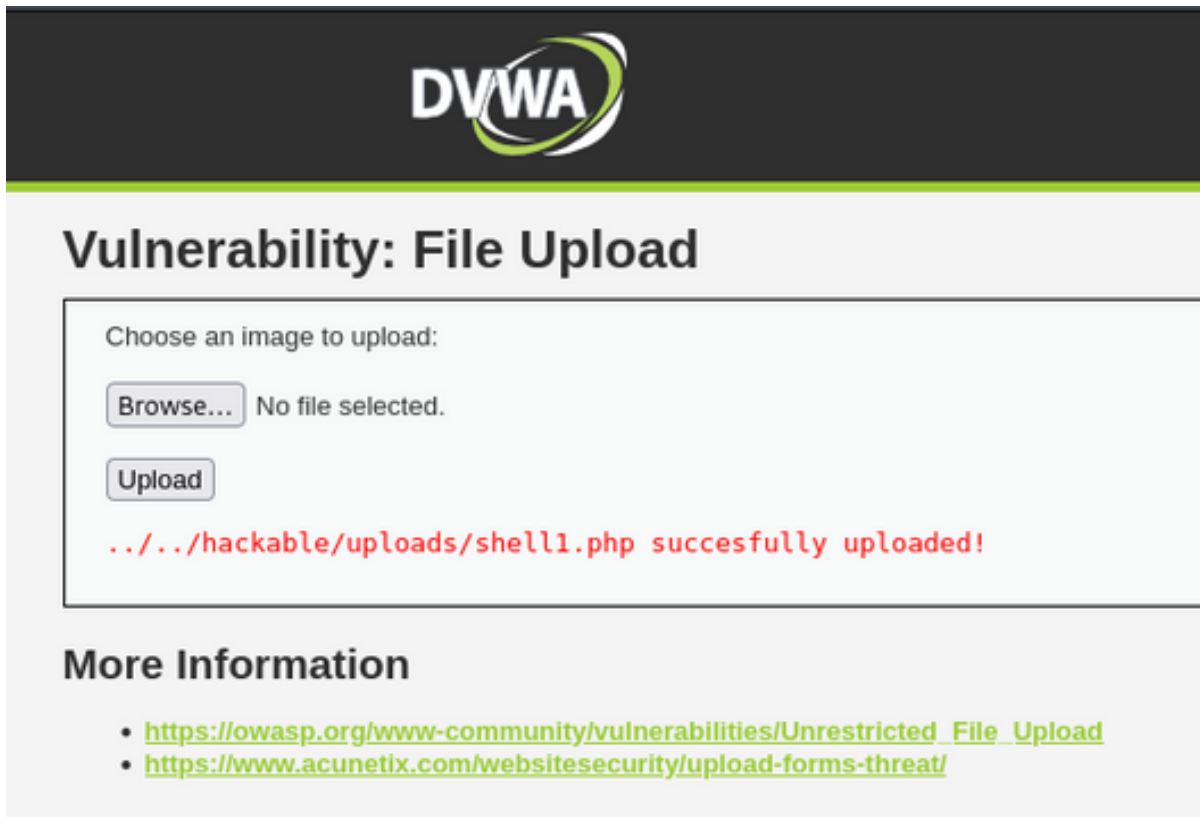 DVWA
Vulnerability: File Upload
Choose an image to upload:
Browse... No file selected.
Upload
../../hackable/uploads/shell1.php succesfully uploaded!
More Information
https://owasp.org/www-community/vulnerabilities/Unrestricted_File_Upload
https://www.acunetix.com/websitesecurity/upload-forms-threat/